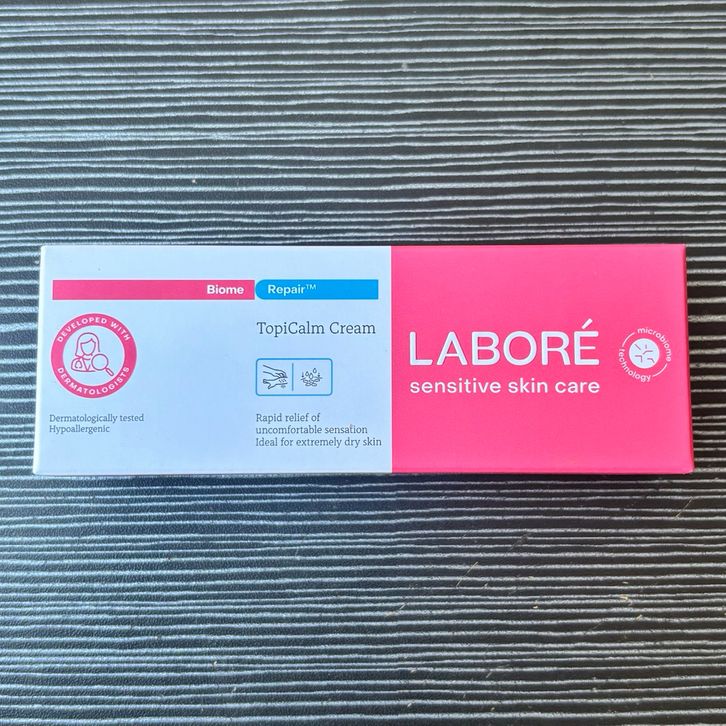 Biome Repair™
DEVELOPED WITH
DERMATOLOGISTS
Dermatologically tested
Hypoallergenic
TopiCalm Cream
Rapid relief of
uncomfortable sensation
Ideal for extremely dry skin
LABORÉ
sensitive skin care
microbiome
technology